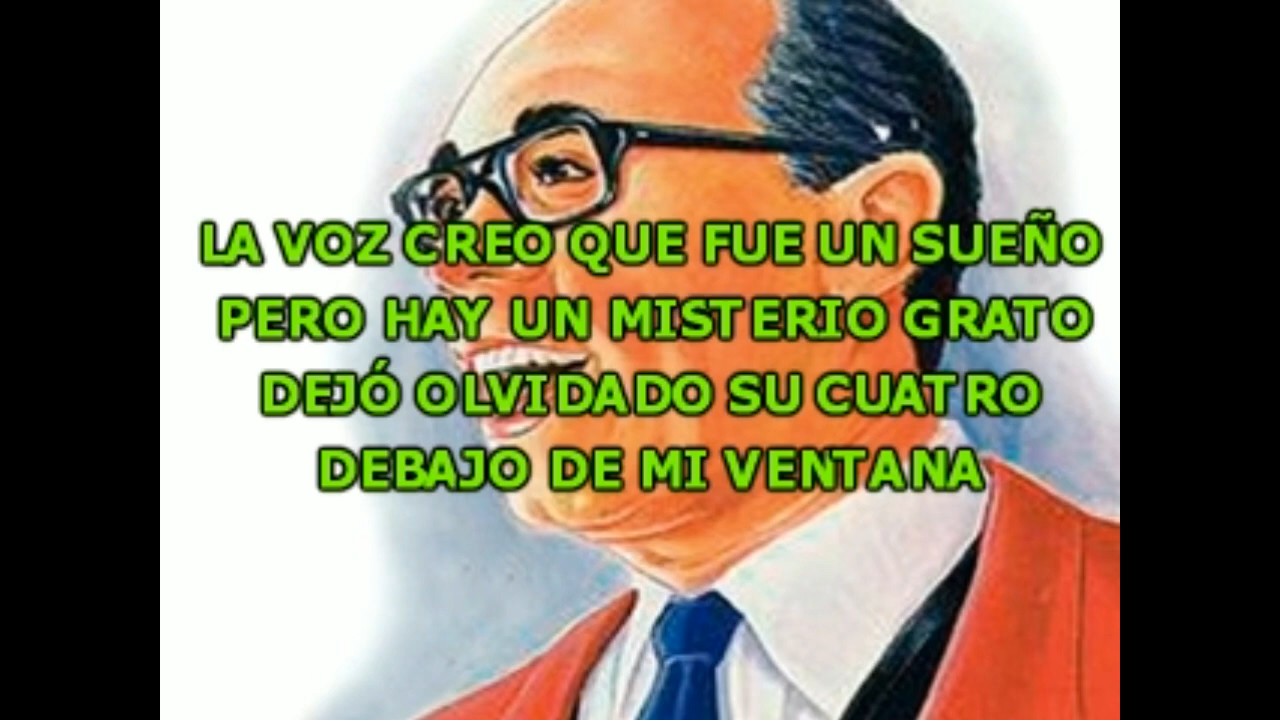 LA VOZ CREO QUE FUE UN SUEÑO
PERO HAY UN MISTERIO GRATO
DEJÓ OLVIDADO SU CUATRO
DEBAJO DE MI VENTANA